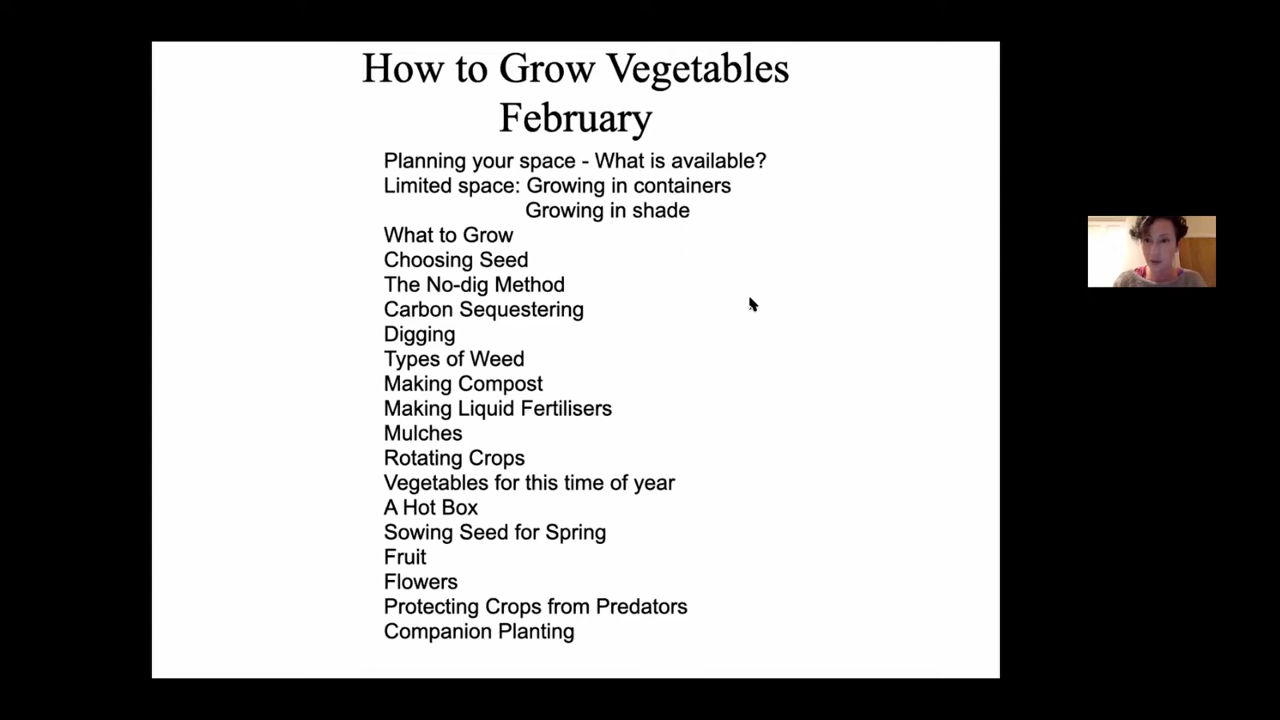 How to Grow Vegetables
February
Planning your space - What is available?
Limited space: Growing in containers
Growing in shade
What to Grow
Choosing Seed
The No-dig Method
Carbon Sequestering
Digging
Types of Weed
Making Compost
Making Liquid Fertilisers
Mulches
Rotating Crops
Vegetables for this time of year
A Hot Box
Sowing Seed for Spring
Fruit
Flowers
Protecting Crops from Predators
Companion Planting